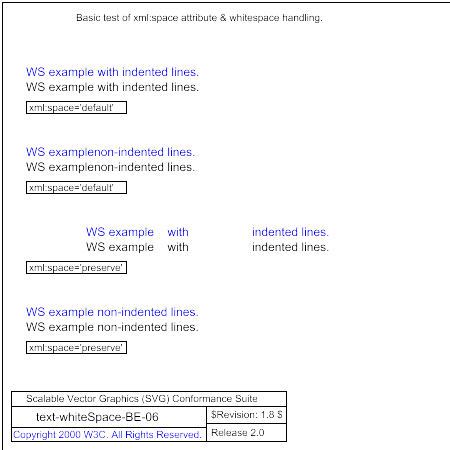 Basic test of xml:space attribute & whitespace handling.
WS example with indented lines.
WS example with indented lines.
xml:space='default'
WS examplenon-indented lines.
WS examplenon-indented lines.
xml:space='default'
WS example    with                   indented lines.
WS example    with                   indented lines.
xml:space='preserve'
WS example non-indented lines.
WS example non-indented lines.
xml:space='preserve'
Scalable Vector Graphics (SVG) Conformance Suite
text-whiteSpace-BE-06
$Revision: 1.8 $
Copyright 2000 W3C. All Rights Reserved.
Release 2.0